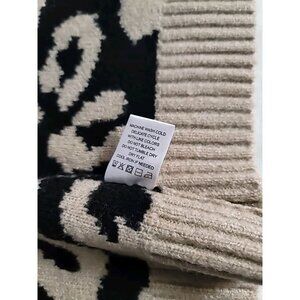 MACHINE WASH COLD
DELICATE CYCLE
WITH LIKE COLORS
DO NOT BLEACH
DO NOT TUMBLE DRY
LAY FLAT
COOL IRON IF NEEDED